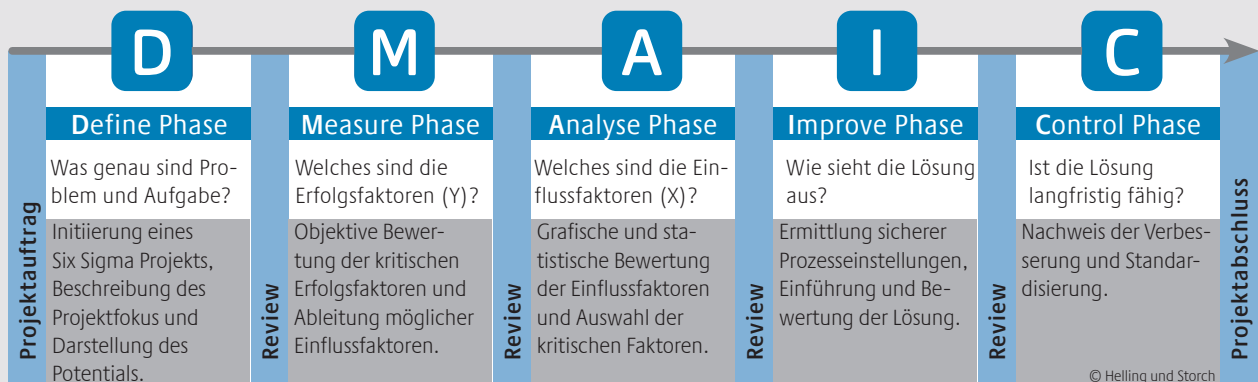 D
M
A
I
C
Projektauftrag
Define Phase
Was genau sind Pro-
blem und Aufgabe?
Initiierung eines
Six Sigma Projekts,
Beschreibung des
Projektfokus und
Darstellung des
Potentials.
Review
Measure Phase
Welches sind die
Erfolgsfaktoren (Y)?
Objektive Bewer-
tung der kritischen
Erfolgsfaktoren und
Ableitung möglicher
Einflussfaktoren.
Review
Analyse Phase
Welches sind die Ein-
flussfaktoren (X)?
Grafische und sta-
tistische Bewertung
der Einflussfaktoren
und Auswahl der
kritischen Faktoren.
Review
Improve Phase
Wie sieht die Lösung
aus?
Ermittlung sicherer
Prozesseinstellungen,
Einführung und Be-
wertung der Lösung.
Review
Control Phase
Ist die Lösung
langfristig fähig?
Nachweis der Verbes-
serung und Standar-
disierung.
Projektabschluss
© Helling und Storch